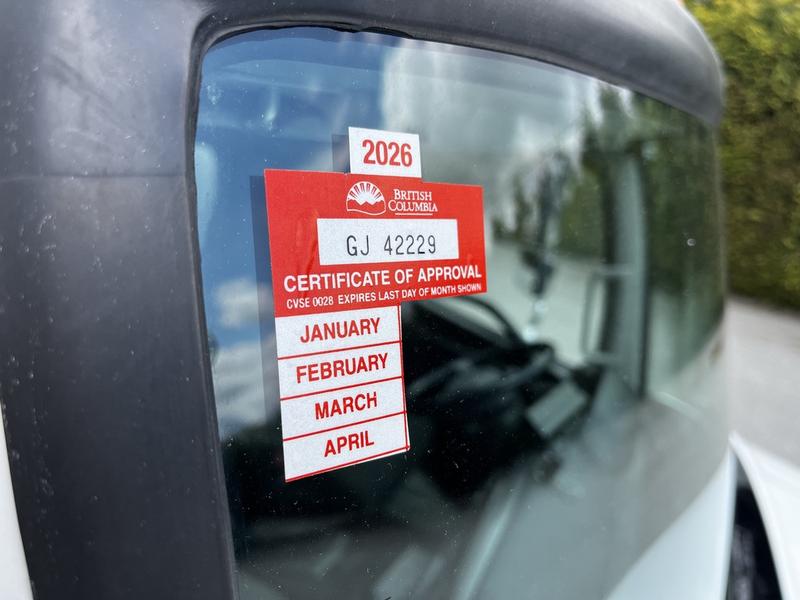 2026
BRITISH
COLUMBIA
GJ 42229
CERTIFICATE OF APPROVAL
CVSE 0028 EXPIRES LAST DAY OF MONTH SHOWN
JANUARY
FEBRUARY
MARCH
APRIL